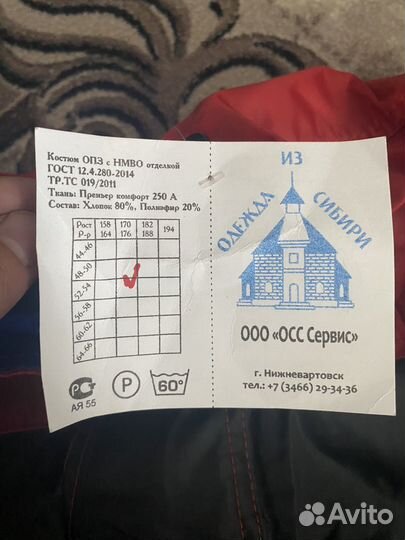 Костюм ОПЗ с НМВО отделкой
ГОСТ 12.4.280-2014
ТР.ТС 019/2011
Ткань: Премьер комфорт 250 А
Состав: Хлопок 80%, Полиэфир 20%
Рост 158 170 182 194
Р-р 164 176 188
44-46
48-50
52-54
56-58
60-62
64-66
АЯ 55
Р
60°
ОДЕЖДА ИЗ СИБИРИ
ООО «ОСС Сервис»
г. Нижневартовск
тел.: +7 (3466) 29-34-36
Avito